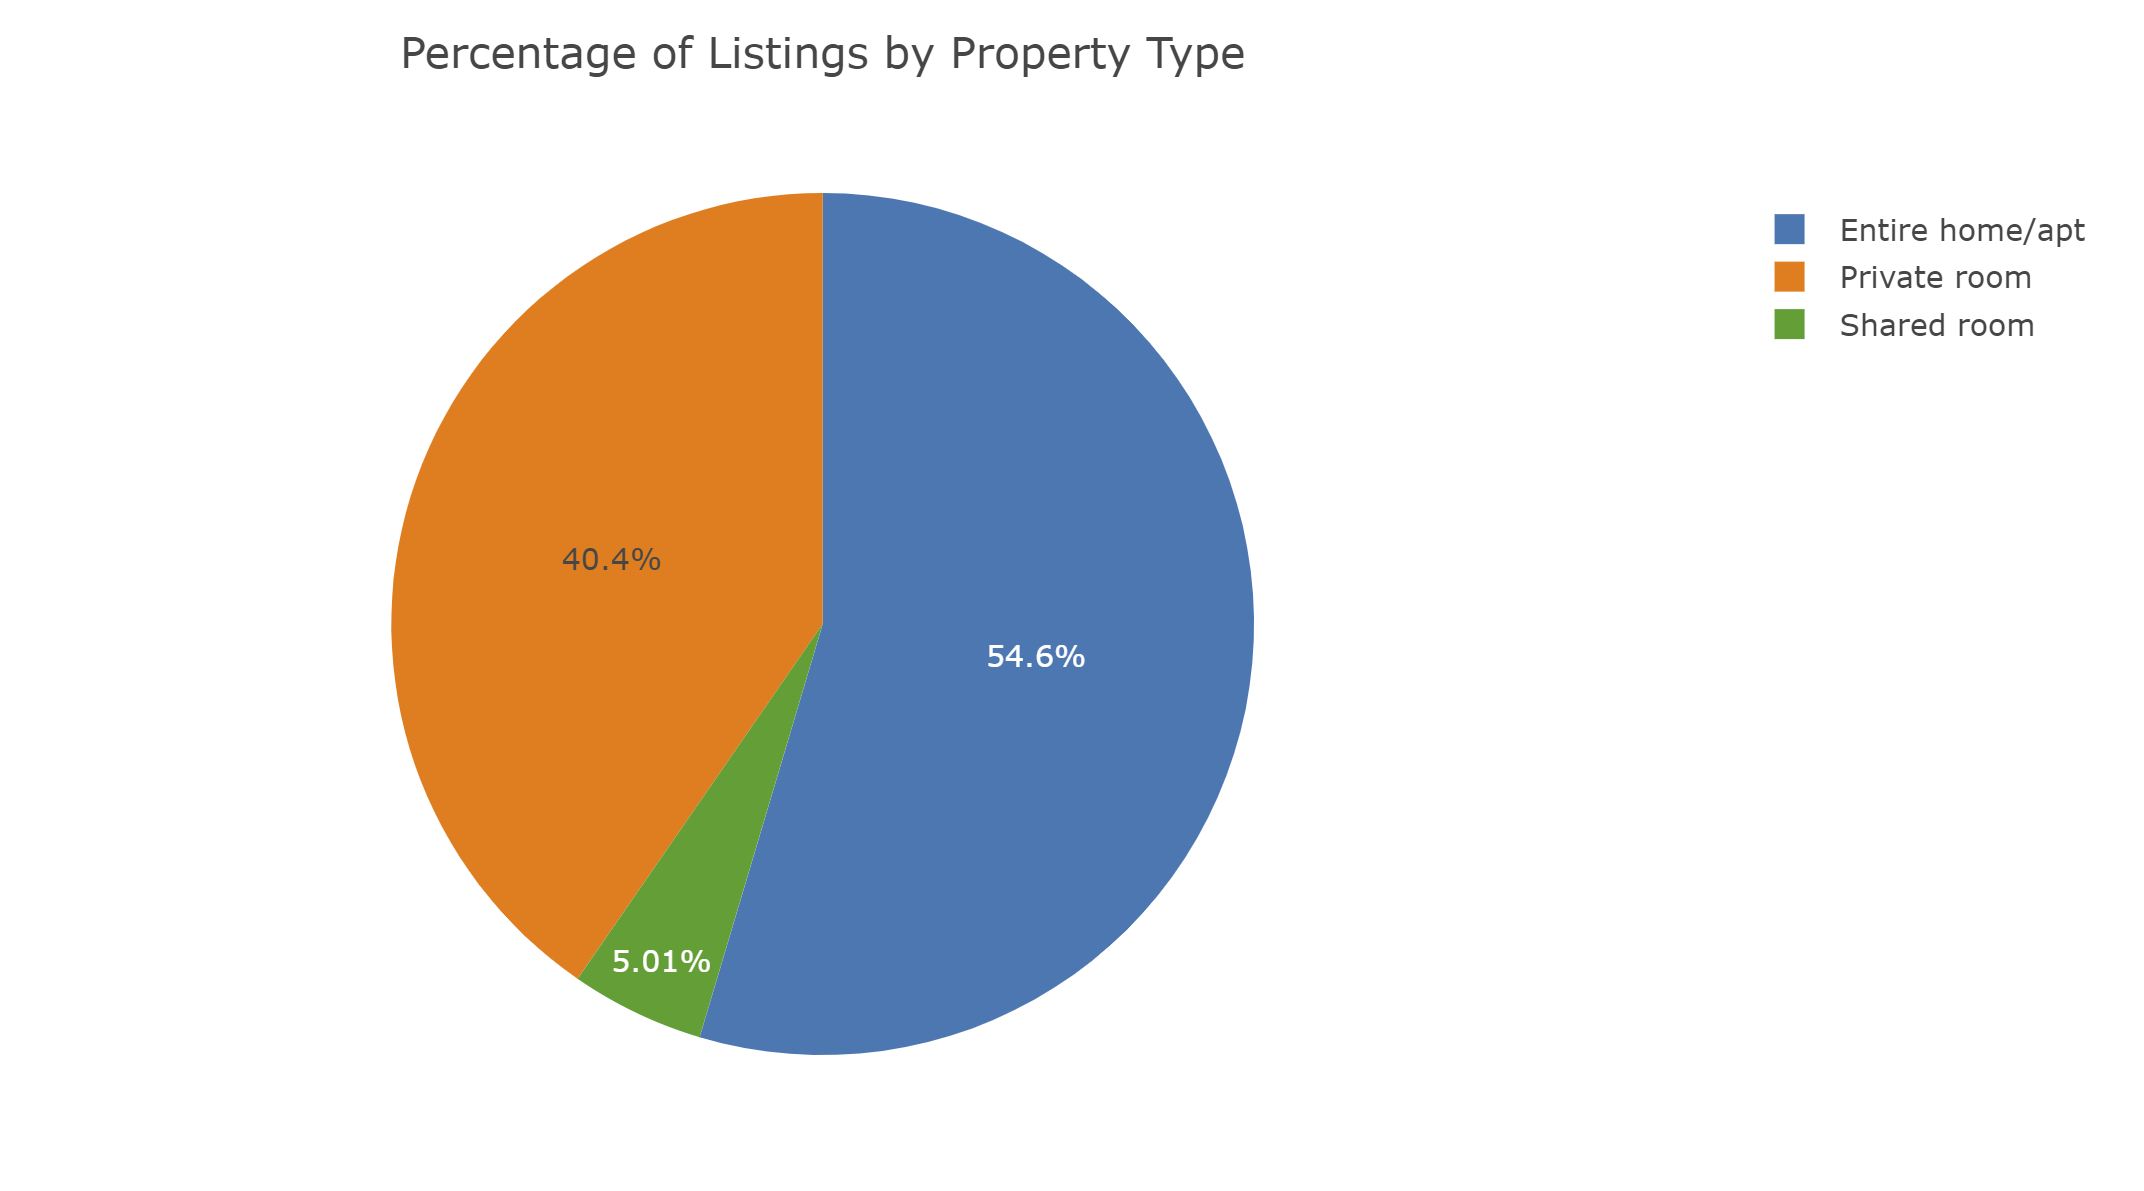 Percentage of Listings by Property Type
Entire home/apt
Private room
Shared room
40.4%
54.6%
5.01%